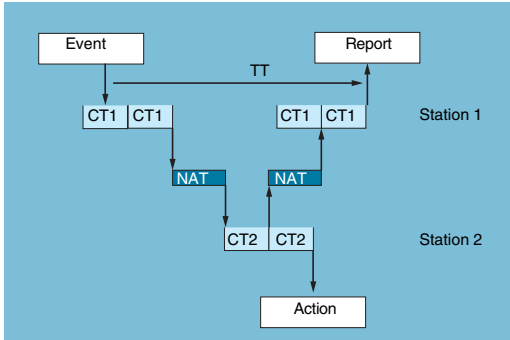 Event
Report
TT
CT1 CT1
CT1 CT1
Station 1
NAT
NAT
CT2 CT2
Station 2
Action